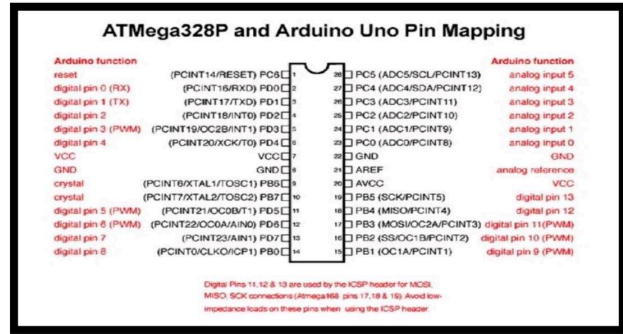 ATMega328P and Arduino Uno Pin Mapping
Arduino function Arduino function
reset (PCINT14/RESET) PC6 1 28 PC5 (ADC5/SCL/PCINT13) analog input 5
digital pin 0 (RX) (PCINT16/RXD) PD0 2 27 PC4 (ADC4/SDA/PCINT12) analog input 4
digital pin 1 (TX) (PCINT17/TXD) PD1 3 26 PC3 (ADC3/PCINT11) analog input 3
digital pin 2 (PCINT18/INT0) PD2 4 25 PC2 (ADC2/PCINT10) analog input 2
digital pin 3 (PWM) (PCINT19/OC2B/INT1) PD3 5 24 PC1 (ADC1/PCINT9) analog input 1
digital pin 4 (PCINT20/XCK/T0) PD4 6 23 PC0 (ADC0/PCINT8) analog input 0
VCC VCC 7 22 GND GND
GND GND 8 21 AREF analog reference
crystal (PCINT6/XTAL1/TOSC1) PB6 9 20 AVCC VCC
crystal (PCINT7/XTAL2/TOSC2) PB7 10 19 PB5 (SCK/PCINT5) digital pin 13
digital pin 5 (PWM) (PCINT21/OC0B/T1) PD5 11 18 PB4 (MISO/PCINT4) digital pin 12
digital pin 6 (PWM) (PCINT22/OC0A/AIN0) PD6 12 17 PB3 (MOSI/OC2A/PCINT3) digital pin 11(PWM)
digital pin 7 (PCINT23/AIN1) PD7 13 16 PB2 (SS/OC1B/PCINT2) digital pin 10 (PWM)
digital pin 8 (PCINT0/CLKO/ICP1) PB0 14 15 PB1 (OC1A/PCINT1) digital pin 9 (PWM)
Digital Pins 11,12 & 13 are used by the ICSP header for MOSI,
MISO, SCK connections (Atmega168 pins 17,18 & 19). Avoid low-
impedance loads on these pins when using the ICSP header.